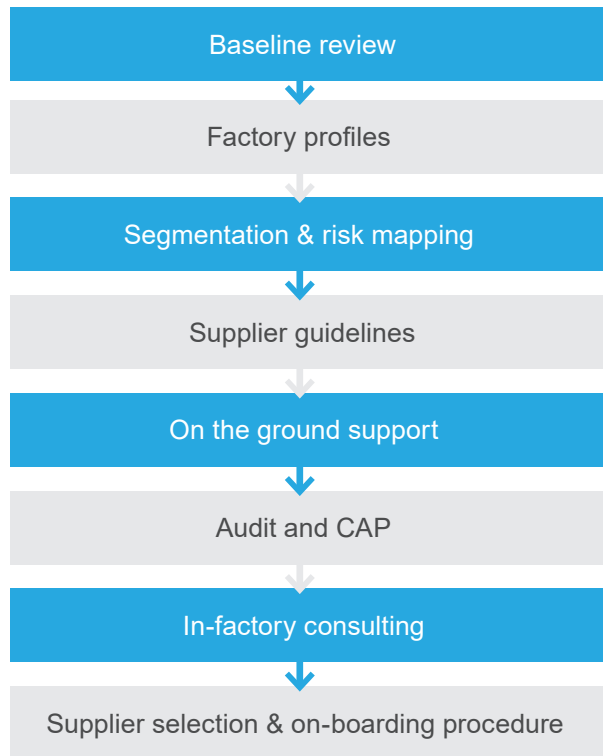 Baseline review
Factory profiles
Segmentation & risk mapping
Supplier guidelines
On the ground support
Audit and CAP
In-factory consulting
Supplier selection & on-boarding procedure